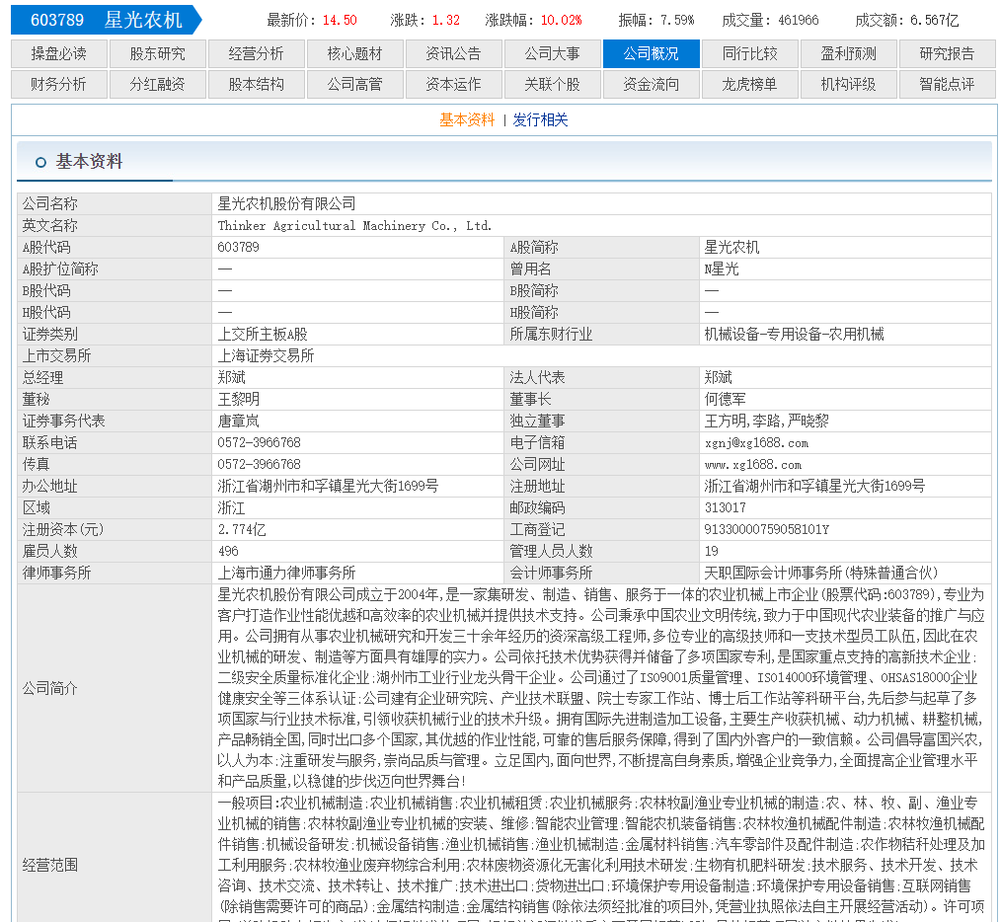 603789 星光农机 最新价：14.50 涨跌：1.32 涨跌幅：10.02% 振幅：7.59% 成交量：461966 成交额：6.567亿
操盘必读 股东研究 经营分析 核心题材 资讯公告 公司大事 公司概况 同行比较 盈利预测 研究报告
财务分析 分红融资 股本结构 公司高管 资本运作 关联个股 资金流向 龙虎榜单 机构评级 智能点评
基本资料 | 发行相关
基本资料
公司名称 星光农机股份有限公司
英文名称 Thinker Agricultural Machinery Co., Ltd.
A股代码 603789 A股简称 星光农机
A股扩位简称 — 曾用名 N星光
B股代码 — B股简称 —
H股代码 — H股简称 —
证券类别 上交所主板A股 所属东财行业 机械设备-专用设备-农用机械
上市交易所 上海证券交易所
总经理 郑斌 法人代表 郑斌
董秘 王黎明 董事长 何德军
证券事务代表 唐章岚 独立董事 王方明,李路,严晓黎
联系电话 0572-3966768 电子信箱 xgnj@xg1688.com
传真 0572-3966768 公司网址 www.xg1688.com
办公地址 浙江省湖州市和孚镇星光大街1699号 注册地址 浙江省湖州市和孚镇星光大街1699号
区域 浙江 邮政编码 313017
注册资本(元) 2.774亿 工商登记 91330000759058101Y
雇员人数 496 管理人员人数 19
律师事务所 上海市通力律师事务所 会计师事务所 天职国际会计师事务所(特殊普通合伙)
公司简介
星光农机股份有限公司成立于2004年,是一家集研发、制造、销售、服务于一体的农业机械上市企业(股票代码:603789),专业为
客户打造作业性能优越和高效率的农业机械并提供技术支持。公司秉承中国农业文明传统,致力于中国现代农业装备的推广与应
用。公司拥有从事农业机械研究和开发三十余年经历的资深高级工程师,多位专业的高级技师和一支技术型员工队伍,因此在农
业机械的研发、制造等方面具有雄厚的实力。公司依托技术优势获得并储备了多项国家专利,是国家重点支持的高新技术企业;
二级安全质量标准化企业;湖州市工业行业龙头骨干企业。公司通过了ISO9001质量管理、ISO14000环境管理、OHSAS18000企业
健康安全等三体系认证;公司建有企业研究院、产业技术联盟、院士专家工作站、博士后工作站等科研平台,先后参与起草了多
项国家与行业技术标准,引领收获机械行业的技术升级。拥有国际先进制造加工设备,主要生产收获机械、动力机械、耕整机械,
产品畅销全国,同时出口多个国家,其优越的作业性能,可靠的售后服务保障,得到了国内外客户的一致信赖。公司倡导富国兴农,
以人为本;注重研发与服务,崇尚品质与管理。立足国内,面向世界,不断提高自身素质,增强企业竞争力,全面提高企业管理水平
和产品质量,以稳健的步伐迈向世界舞台!
经营范围
一般项目:农业机械制造;农业机械销售;农业机械租赁;农业机械服务;农林牧副渔业专业机械的制造;农、林、牧、副、渔业专
业机械的销售;农林牧副渔业专业机械的安装、维修;智能农业管理;智能农机装备销售;农林牧渔机械配件制造;农林牧渔机械配
件销售;机械设备研发;机械设备销售;渔业机械销售;渔业机械制造;金属材料销售;汽车零部件及配件制造;农作物秸秆处理及加
工利用服务;农林牧渔业废弃物综合利用;农林废物资源化无害化利用技术研发;生物有机肥料研发;技术服务、技术开发、技术
咨询、技术交流、技术转让、技术推广;技术进出口;货物进出口;环境保护专用设备制造;环境保护专用设备销售;互联网销售
(除销售需要许可的商品);金属结构制造;金属结构销售(除依法须经批准的项目外,凭营业执照依法自主开展经营活动)。许可项